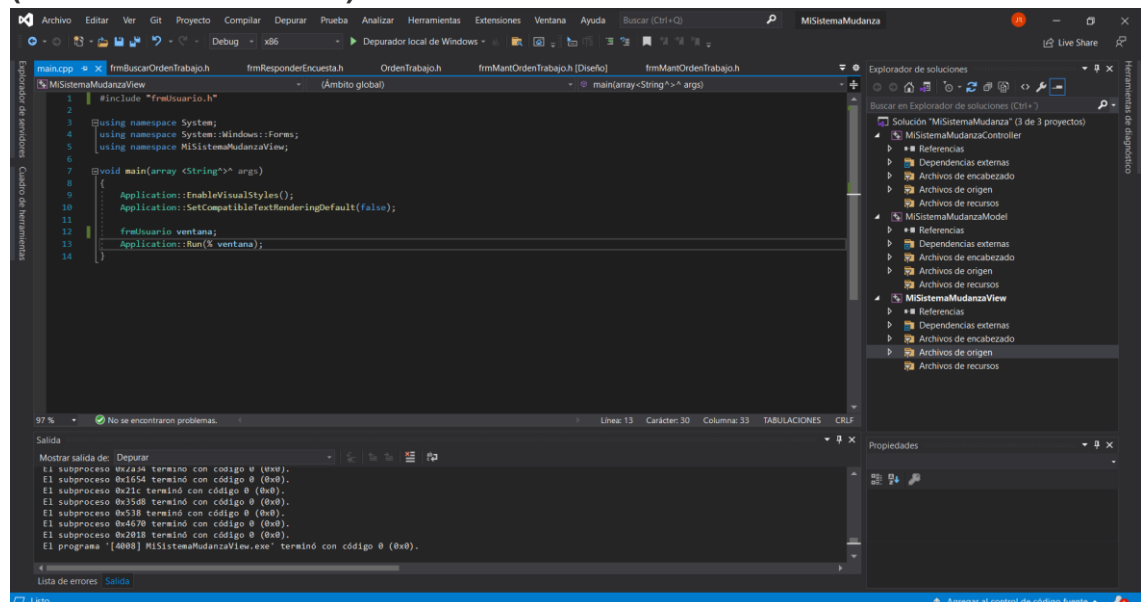 Archivo Editar Ver Git Proyecto Compilar Depurar Prueba Analizar Herramientas Extensiones Ventana Ayuda Buscar (Ctrl+Q) MiSistemaMudanza
Debug x86 Depurador local de Windows Live Share
Explorador de servidores
Cuadro de herramientas
main.cpp frmBuscarOrdenTrabajo.h frmResponderEncuesta.h OrdenTrabajo.h frmMantOrdenTrabajo.h [Diseño] frmMantOrdenTrabajo.h
MiSistemaMudanzaView (Ámbito global) main(array<String^>^ args)
1 #include "frmUsuario.h"
2
3 using namespace System;
4 using namespace System::Windows::Forms;
5 using namespace MiSistemaMudanzaView;
6
7 void main(array <String^>^ args)
8 {
9 Application::EnableVisualStyles();
10 Application::SetCompatibleTextRenderingDefault(false);
11
12 frmUsuario ventana;
13 Application::Run(% ventana);
14 }
97 % No se encontraron problemas. Línea: 13 Carácter: 30 Columna: 33 TABULACIONES CRLF
Salida
Mostrar salida de: Depurar
El subproceso 0x2a34 terminó con código 0 (0x0).
El subproceso 0x1654 terminó con código 0 (0x0).
El subproceso 0x21c terminó con código 0 (0x0).
El subproceso 0x35d8 terminó con código 0 (0x0).
El subproceso 0x538 terminó con código 0 (0x0).
El subproceso 0x4670 terminó con código 0 (0x0).
El subproceso 0x2018 terminó con código 0 (0x0).
El programa '[4008] MiSistemaMudanzaView.exe' terminó con código 0 (0x0).
Lista de errores Salida
Explorador de soluciones
Buscar en Explorador de soluciones (Ctrl+´)
Solución "MiSistemaMudanza" (3 de 3 proyectos)
MiSistemaMudanzaController
Referencias
Dependencias externas
Archivos de encabezado
Archivos de origen
Archivos de recursos
MiSistemaMudanzaModel
Referencias
Dependencias externas
Archivos de encabezado
Archivos de origen
Archivos de recursos
MiSistemaMudanzaView
Referencias
Dependencias externas
Archivos de encabezado
Archivos de origen
Archivos de recursos
Propiedades
Herramientas de diagnóstico
Listo Agregar al control de código fuente